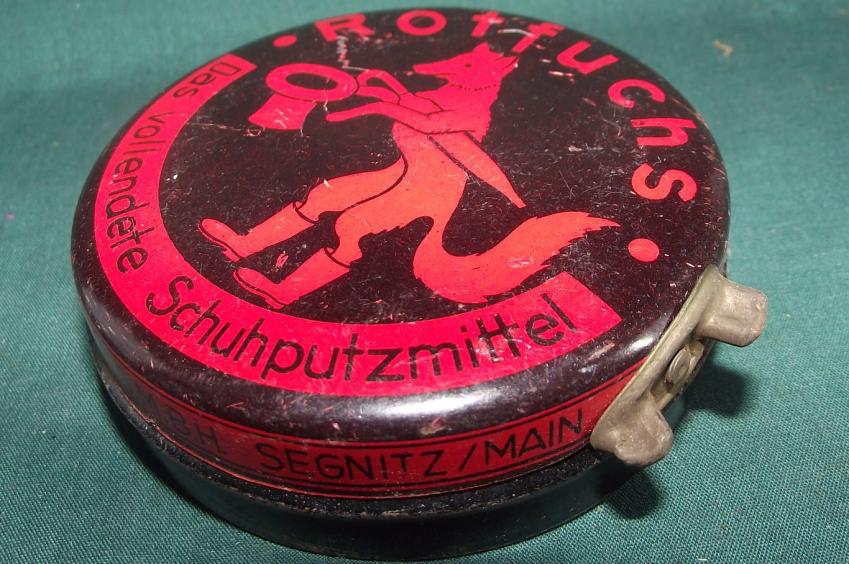 Rotfuchs
Das vollendete Schuhputzmittel
M.B.H. SEGNITZ/MAIN